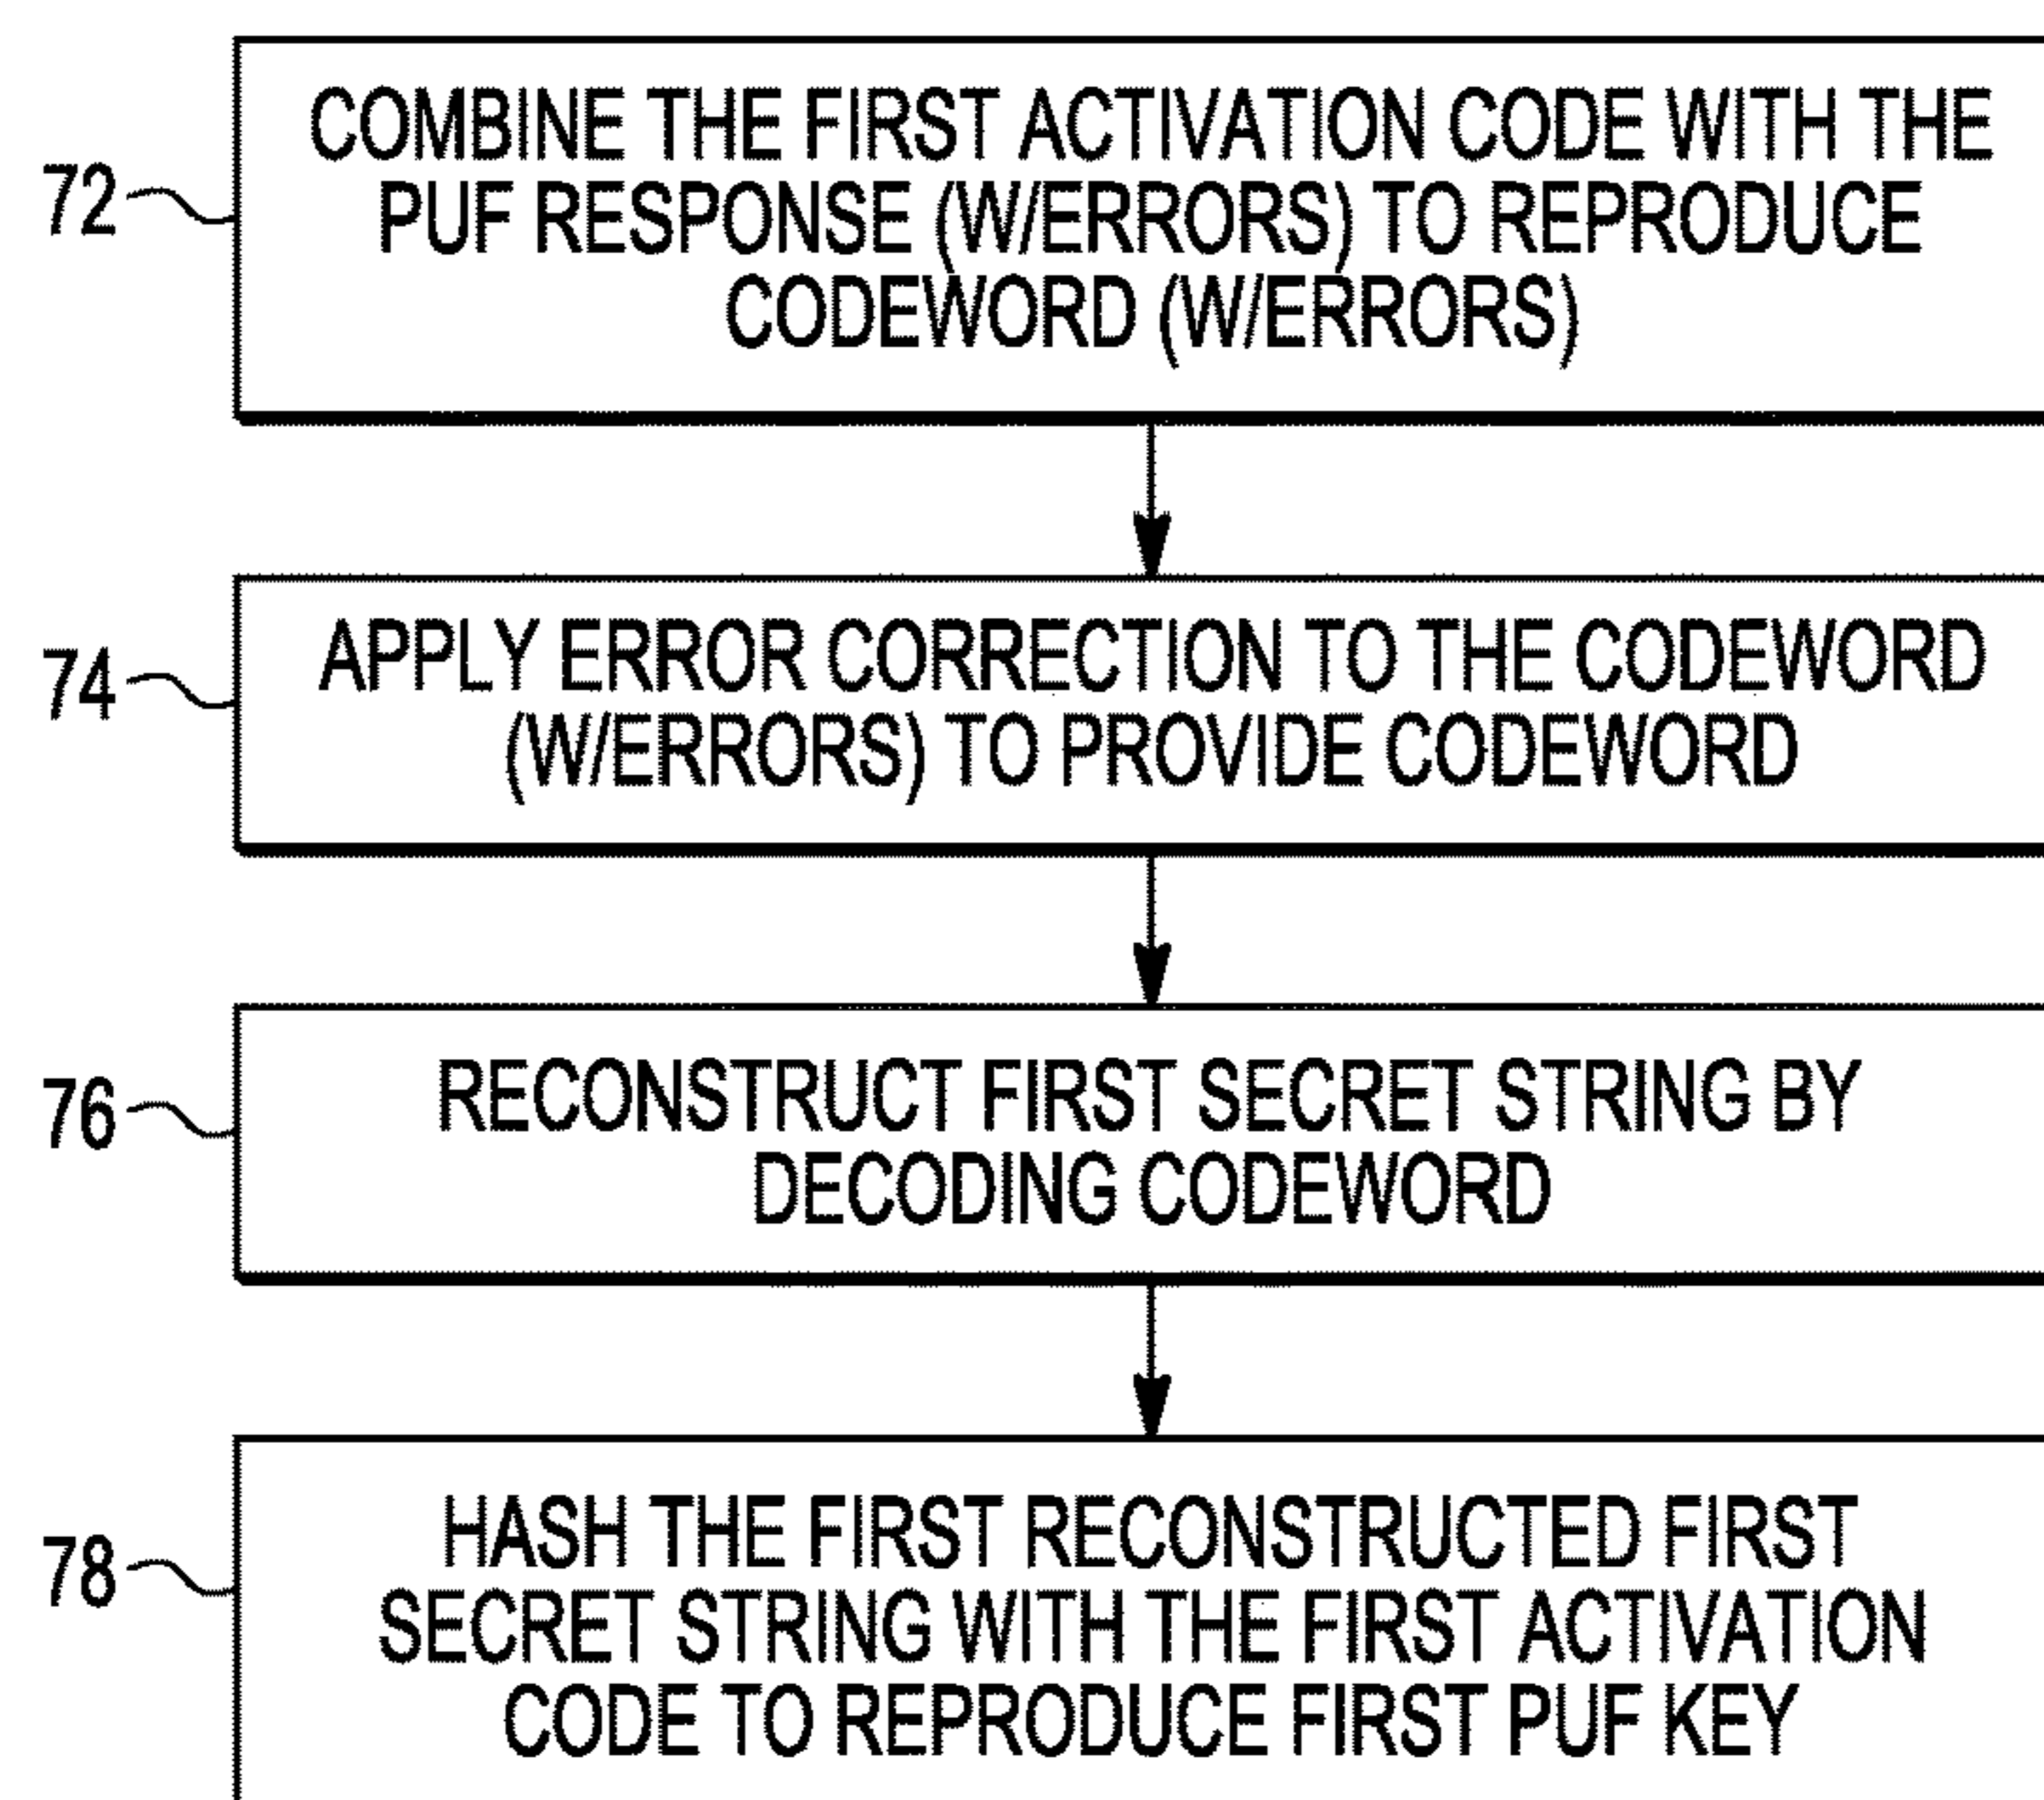 72
COMBINE THE FIRST ACTIVATION CODE WITH THE
PUF RESPONSE (W/ERRORS) TO REPRODUCE
CODEWORD (W/ERRORS)
74
APPLY ERROR CORRECTION TO THE CODEWORD
(W/ERRORS) TO PROVIDE CODEWORD
76
RECONSTRUCT FIRST SECRET STRING BY
DECODING CODEWORD
78
HASH THE FIRST RECONSTRUCTED FIRST
SECRET STRING WITH THE FIRST ACTIVATION
CODE TO REPRODUCE FIRST PUF KEY